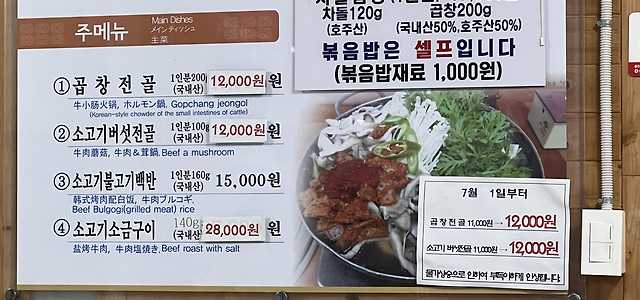 차돌120g 곱창200g
(호주산) (국내산50%,호주산50%)
볶음밥은 셀프입니다
(볶음밥재료 1,000원)
주메뉴
Main Dishes
メインディッシュ
主菜
①곱창전골 1인분200g (국내산) 12,000원 원
牛小肠火锅, ホルモン鍋, Gopchang jeongol
(Korean-style chowder of the small intestines of cattle)
②소고기버섯전골 1인분100g (국내산) 12,000원 원
牛肉蘑菇, 牛肉&茸鍋, Beef a mushroom
③소고기불고기백반 1인분160g (국내산) 15,000원
韩式烤肉配白饭, 牛肉プルコギ,
Beef Bulgogi(grilled meat) rice
④소고기소금구이 140g (국내산) 28,000원 원
盐烤牛肉, 牛肉塩焼き, Beef roast with salt
7월 1일부터
곱창전골 11,000원→12,000원
소고기 버섯전골 11,000원→12,000원
물가상승으로 인하여 부득이하게 인상됩니다.